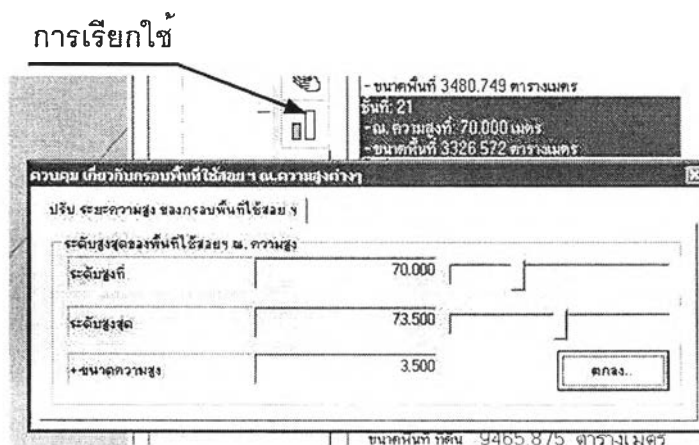 การเรียกใช้
- ขนาดพื้นที่ 3480.749 ตารางเมตร
ชั้นที่: 21
- ณ. ความสูงที่: 70.000 เมตร
- ขนาดพื้นที่ 3326.572 ตารางเมตร
ควบคุม เกี่ยวกับกรอบพื้นที่ใช้สอย ฯ ณ.ความสูงต่างๆ
ปรับ ระยะความสูง ของกรอบพื้นที่ใช้สอย ฯ
ระดับสูงสุดของพื้นที่ใช้สอยฯ ณ. ความสูง
ระดับสูงที่ 70.000
ระดับสูงสุด 73.500
+-ขนาดความสูง 3.500
ตกลง..
ขนาดพื้นที่ ที่ดิน 9465.875 ตารางเมตร